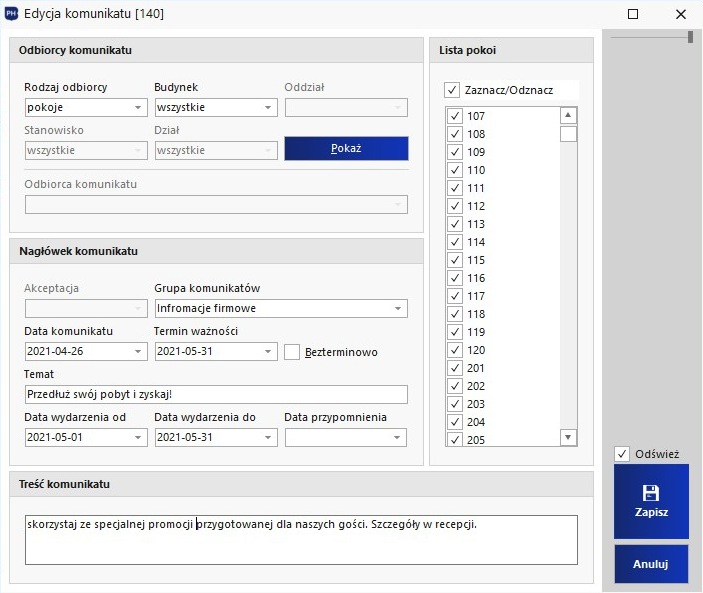 PH Edycja komunikatu [140]
Odbiorcy komunikatu
Rodzaj odbiorcy Budynek Oddział
pokoje wszystkie
Stanowisko Dział
wszystkie wszystkie Pokaż
Odbiorca komunikatu
Nagłówek komunikatu
Akceptacja Grupa komunikatów
Infromacje firmowe
Data komunikatu Termin ważności
2021-04-26 2021-05-31 Bezterminowo
Temat
Przedłuż swój pobyt i zyskaj!
Data wydarzenia od Data wydarzenia do Data przypomnienia
2021-05-01 2021-05-31
Lista pokoi
Zaznacz/Odznacz
107
108
109
110
111
112
113
114
115
116
117
118
119
120
201
202
203
204
205
Treść komunikatu
skorzystaj ze specjalnej promocji przygotowanej dla naszych gości. Szczegóły w recepcji.
Odśwież
Zapisz
Anuluj